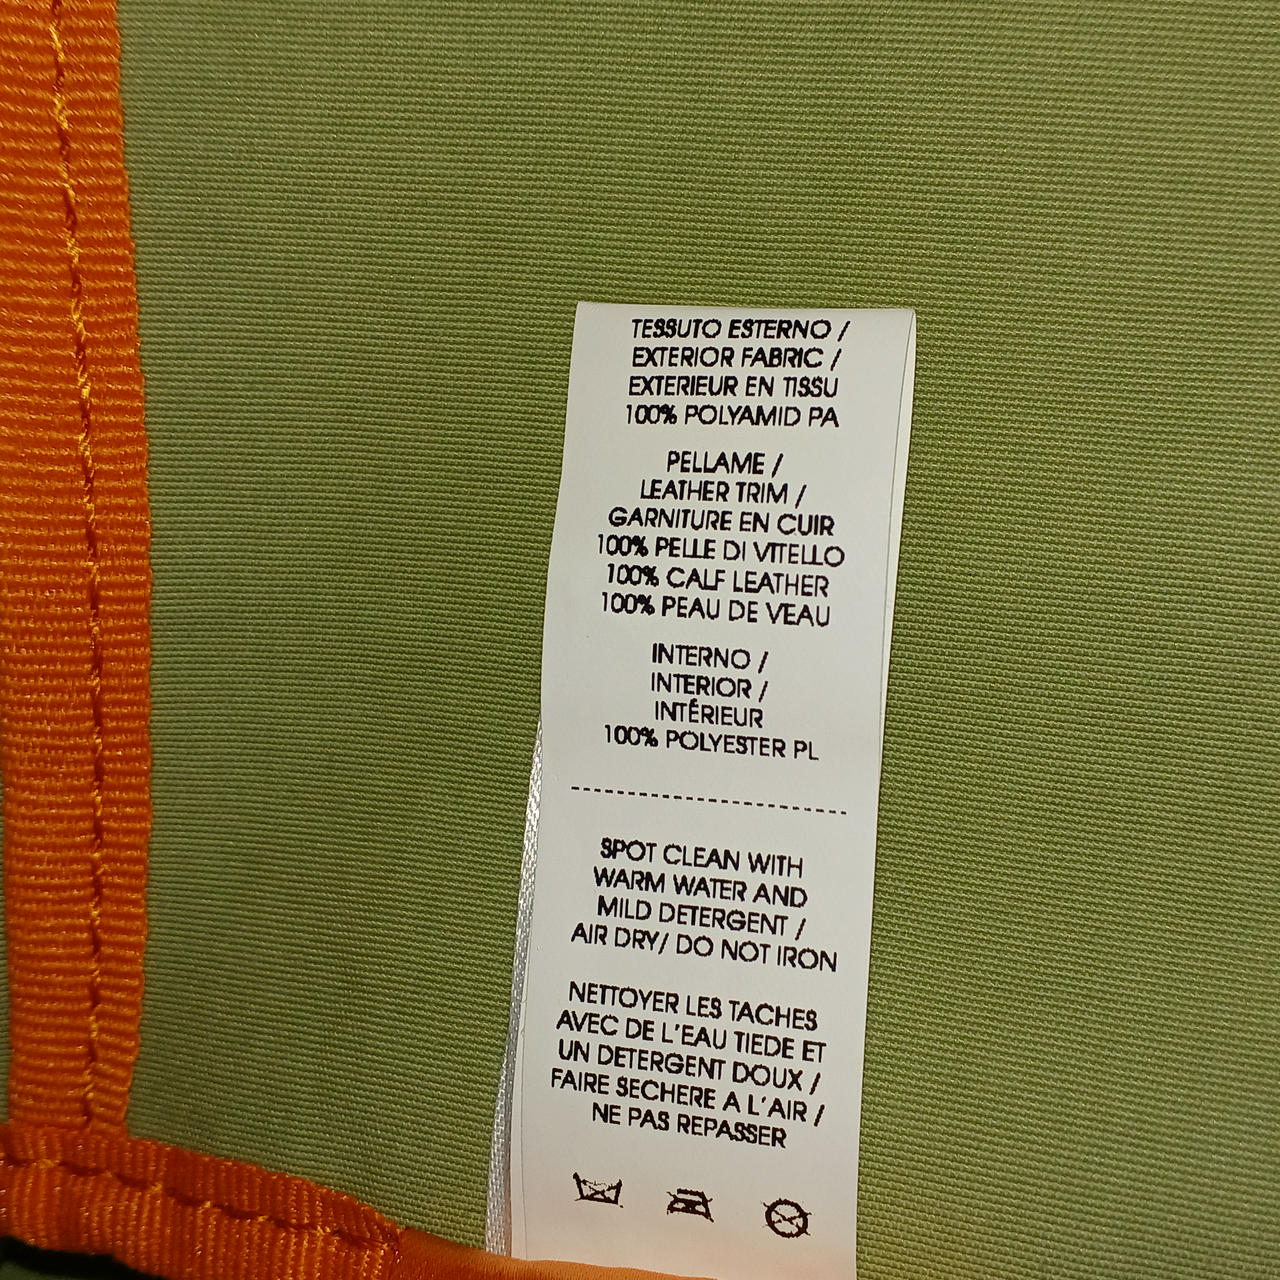 TESSUTO ESTERNO /
EXTERIOR FABRIC /
EXTERIEUR EN TISSU
100% POLYAMID PA
PELLAME /
LEATHER TRIM /
GARNITURE EN CUIR
100% PELLE DI VITELLO
100% CALF LEATHER
100% PEAU DE VEAU
INTERNO /
INTERIOR /
INTÉRIEUR
100% POLYESTER PL
SPOT CLEAN WITH
WARM WATER AND
MILD DETERGENT /
AIR DRY/ DO NOT IRON
NETTOYER LES TACHES
AVEC DE L'EAU TIEDE ET
UN DETERGENT DOUX /
FAIRE SECHERE A L'AIR /
NE PAS REPASSER